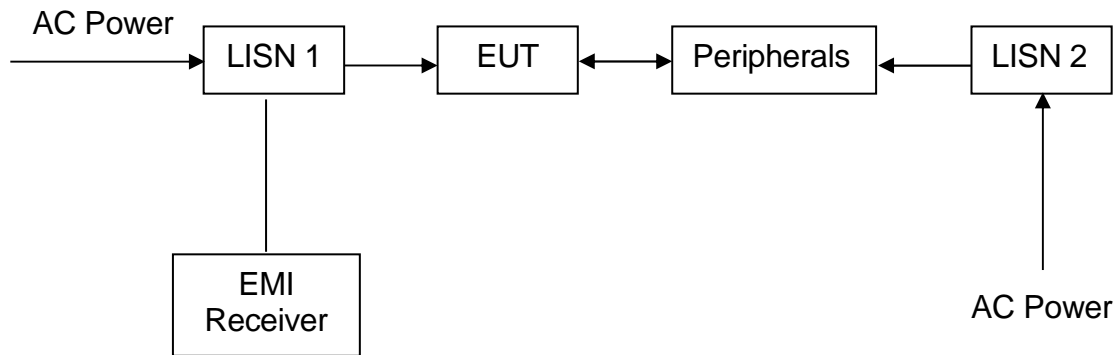 AC Power
LISN 1
EUT
Peripherals
LISN 2
EMI
Receiver
AC Power